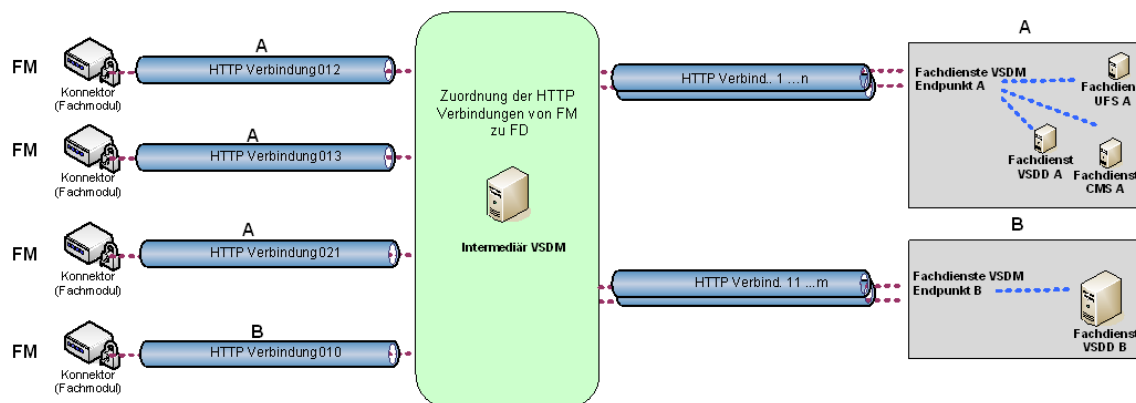 FM
Konnektor
(Fachmodul)
A
HTTP Verbindung012
FM
Konnektor
(Fachmodul)
A
HTTP Verbindung013
FM
Konnektor
(Fachmodul)
A
HTTP Verbindung021
FM
Konnektor
(Fachmodul)
B
HTTP Verbindung010
Zuordnung der HTTP
Verbindungen von FM
zu FD
Intermediär VSDM
HTTP Verbind.. 1 ...n
HTTP Verbind. 11 ...m
A
Fachdienste VSDM
Endpunkt A
Fachdien
UFS A
Fachdienst
VSDD A
Fachdienst
CMS A
B
Fachdienste VSDM
Endpunkt B
Fachdienst
VSDD B